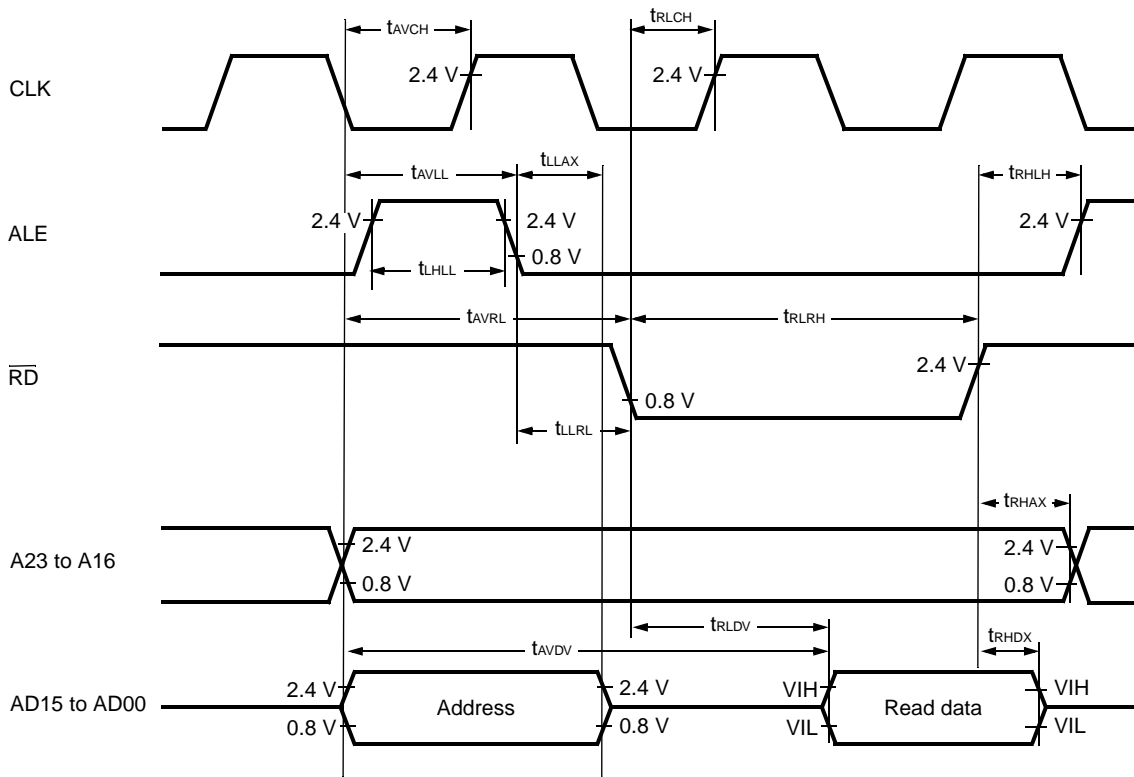 tAVCH
tRLCH
CLK
2.4 V
2.4 V
tAVLL
tLLAX
tRHLH
ALE
2.4 V
2.4 V
2.4 V
0.8 V
tLHLL
tAVRL
tRLRH
RD
2.4 V
0.8 V
tLLRL
tRHAX
A23 to A16
2.4 V
2.4 V
0.8 V
0.8 V
tRLDV
tAVDV
tRHDX
AD15 to AD00
2.4 V
Address
2.4 V
VIH
Read data
VIH
0.8 V
0.8 V
VIL
VIL